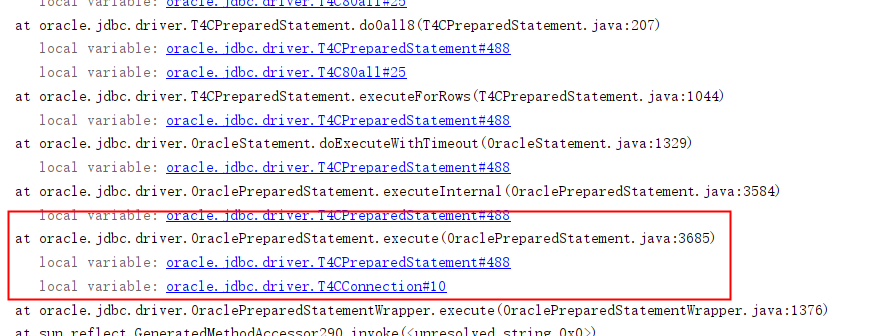 local variable: oracle.jdbc.driver.T4C8Oall#25
at oracle.jdbc.driver.T4CPreparedStatement.doOall8(T4CPreparedStatement.java:207)
local variable: oracle.jdbc.driver.T4CPreparedStatement#488
local variable: oracle.jdbc.driver.T4C8Oall#25
at oracle.jdbc.driver.T4CPreparedStatement.executeForRows(T4CPreparedStatement.java:1044)
local variable: oracle.jdbc.driver.T4CPreparedStatement#488
at oracle.jdbc.driver.OracleStatement.doExecuteWithTimeout(OracleStatement.java:1329)
local variable: oracle.jdbc.driver.T4CPreparedStatement#488
at oracle.jdbc.driver.OraclePreparedStatement.executeInternal(OraclePreparedStatement.java:3584)
local variable: oracle.jdbc.driver.T4CPreparedStatement#488
at oracle.jdbc.driver.OraclePreparedStatement.execute(OraclePreparedStatement.java:3685)
local variable: oracle.jdbc.driver.T4CPreparedStatement#488
local variable: oracle.jdbc.driver.T4CConnection#10
at oracle.jdbc.driver.OraclePreparedStatementWrapper.execute(OraclePreparedStatementWrapper.java:1376)
at sun.reflect.GeneratedMethodAccessor290.invoke(<unresolved string 0x0>)